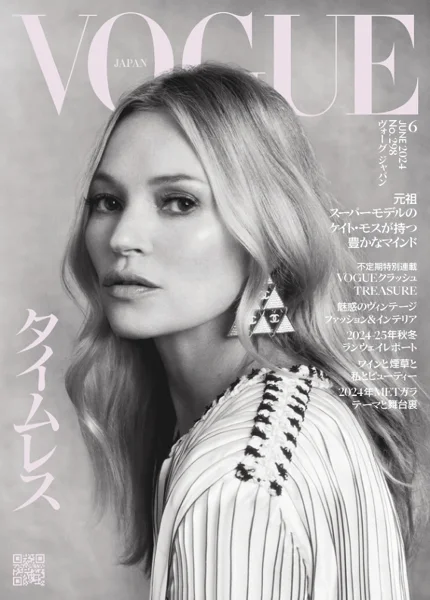 VOGUE
JAPAN
6
JUNE 2024
No. 298
ヴォーグ ジャパン
元祖
スーパーモデルの
ケイト・モスが持つ
豊かなマインド
不定期特別連載
VOGUEクラッシュ
TREASURE
魅惑のヴィンテージ
ファッション&インテリア
2024-25年秋冬
ランウェイレポート
ワインと煙草と
私とビューティー
2024年METガラ
テーマと舞台裏
タイムレス